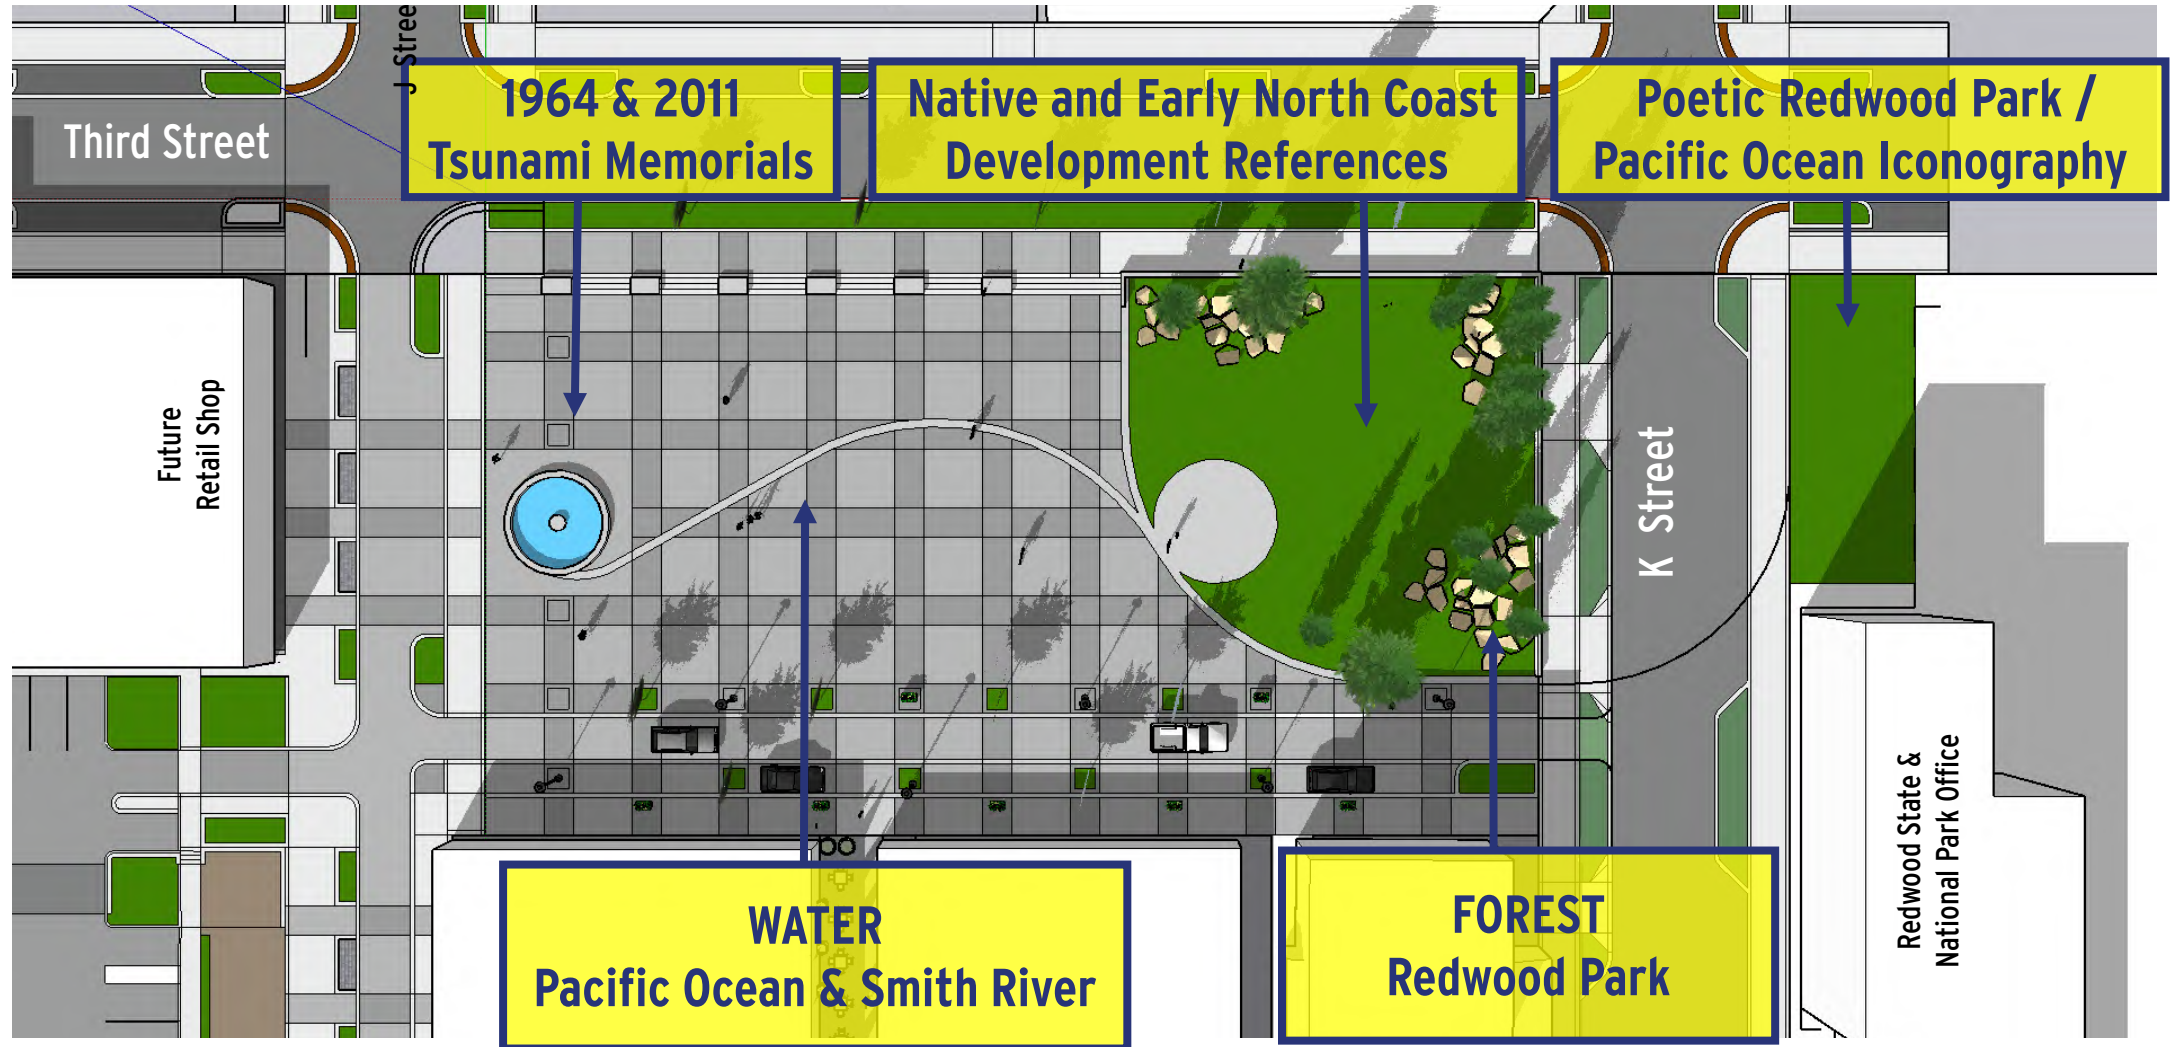 J Stree
Third Street
1964 & 2011
Tsunami Memorials
Native and Early North Coast
Development References
Poetic Redwood Park /
Pacific Ocean Iconography
Future
Retail Shop
K Street
Redwood State &
National Park Office
WATER
Pacific Ocean & Smith River
FOREST
Redwood Park